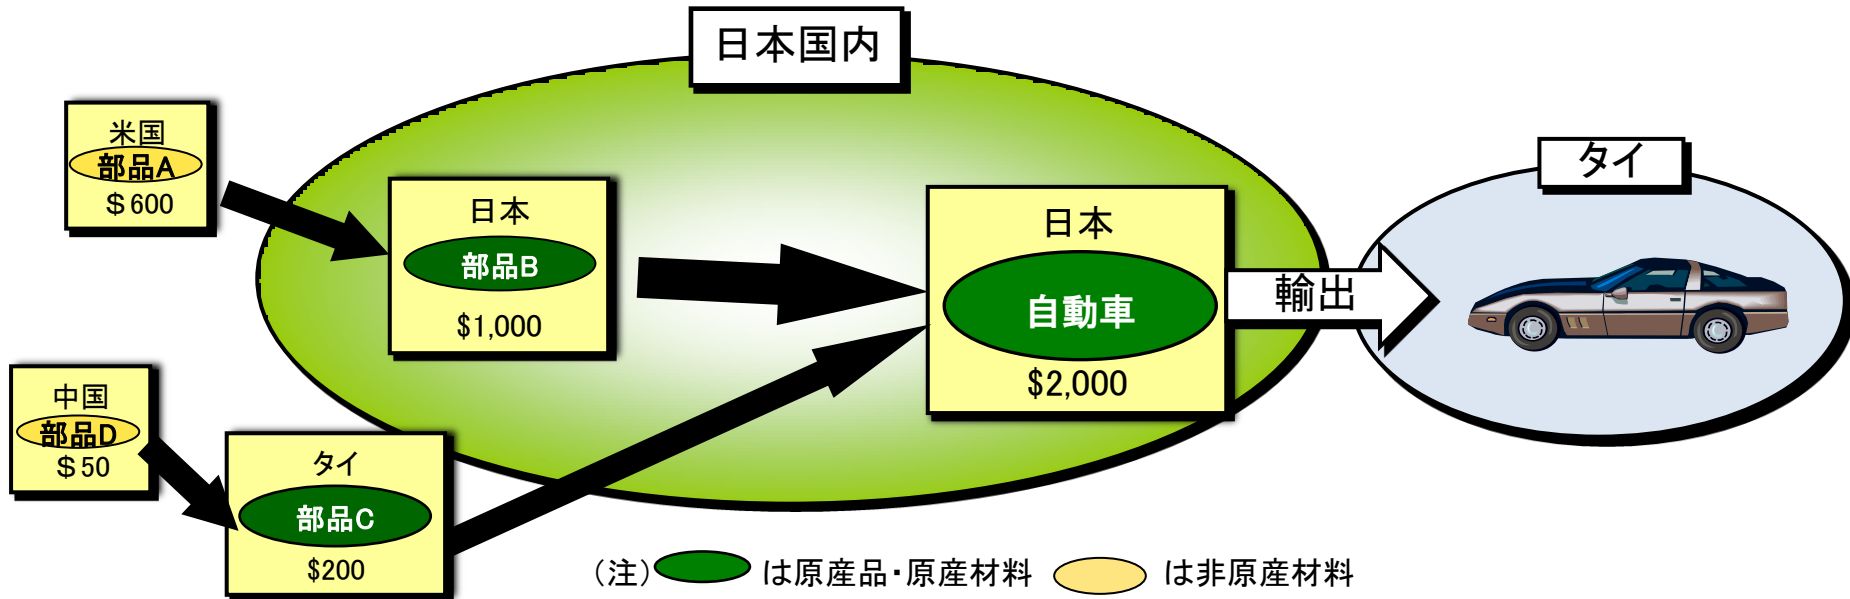 日本国内
米国
部品A
＄600
日本
部品B
$1,000
中国
部品D
＄50
タイ
部品C
$200
日本
自動車
$2,000
輸出
タイ
（注） は原産品・原産材料 は非原産材料